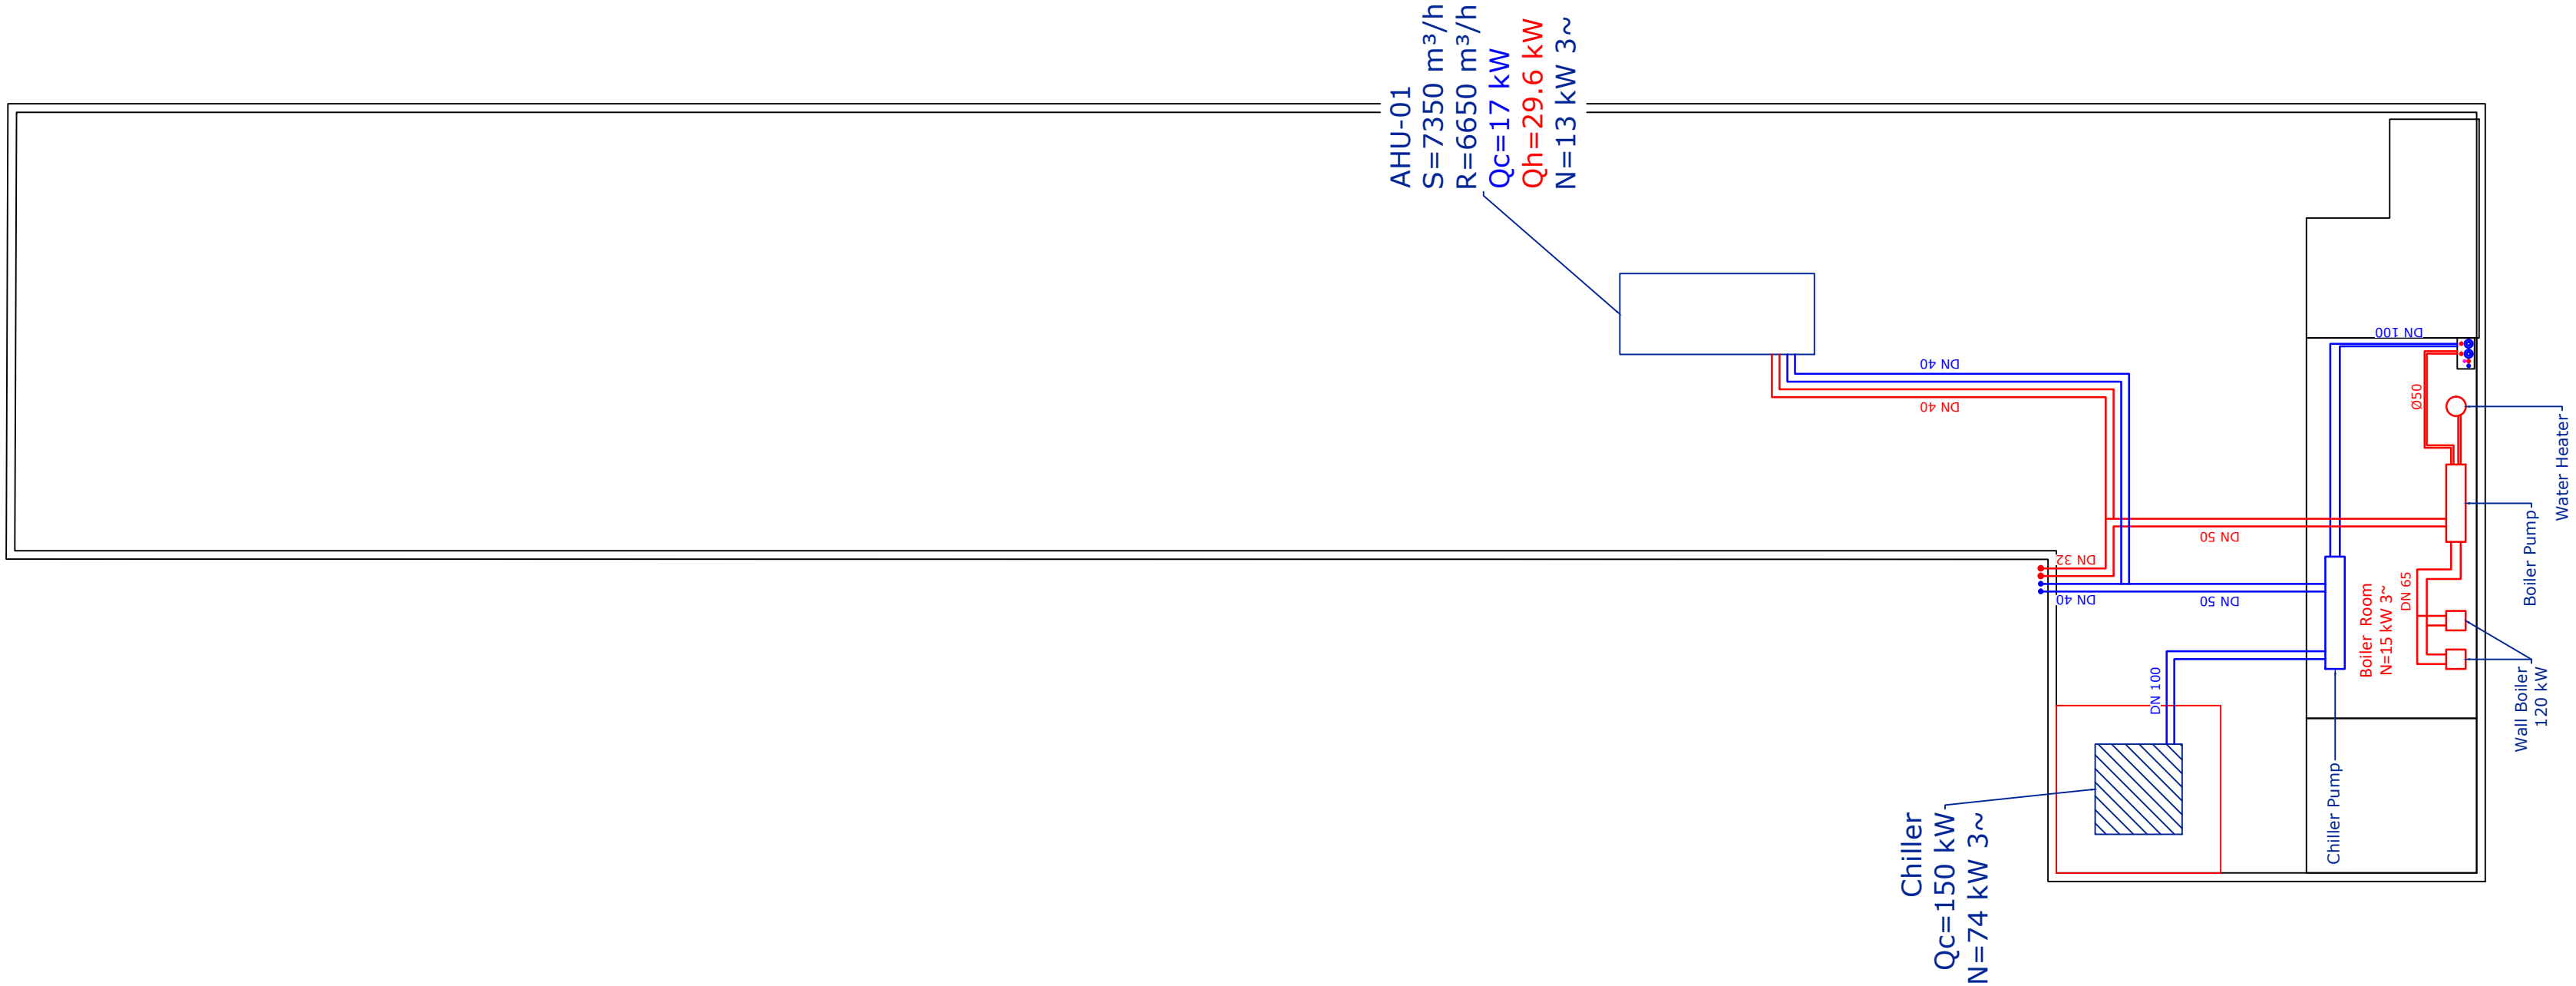 AHU-01
S=7350 m³/h
R=6650 m³/h
Qc=17 kW
Qh=29.6 kW
N=13 kW 3~
DN 40
DN 40
DN 100
Ø50
Water Heater
DN 50
DN 32
DN 40
DN 50
Boiler Room
N=15 kW 3~
DN 65
Boiler Pump
Wall Boiler
120 kW
DN 100
Chiller Pump
Chiller
Qc=150 kW
N=74 kW 3~